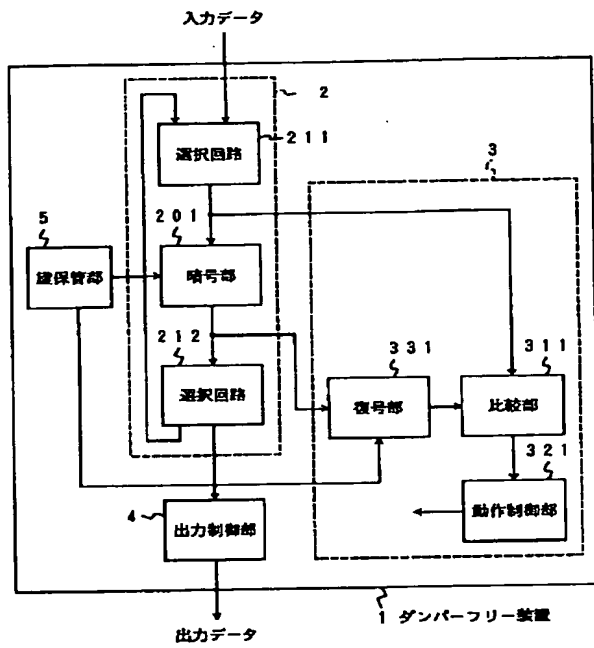 入力データ
2
選択回路
211
3
201
5
鍵保管部
暗号部
212
331
311
選択回路
復号部
比較部
321
4
出力制御部
動作制御部
1 ダンパーフリー装置
出力データ